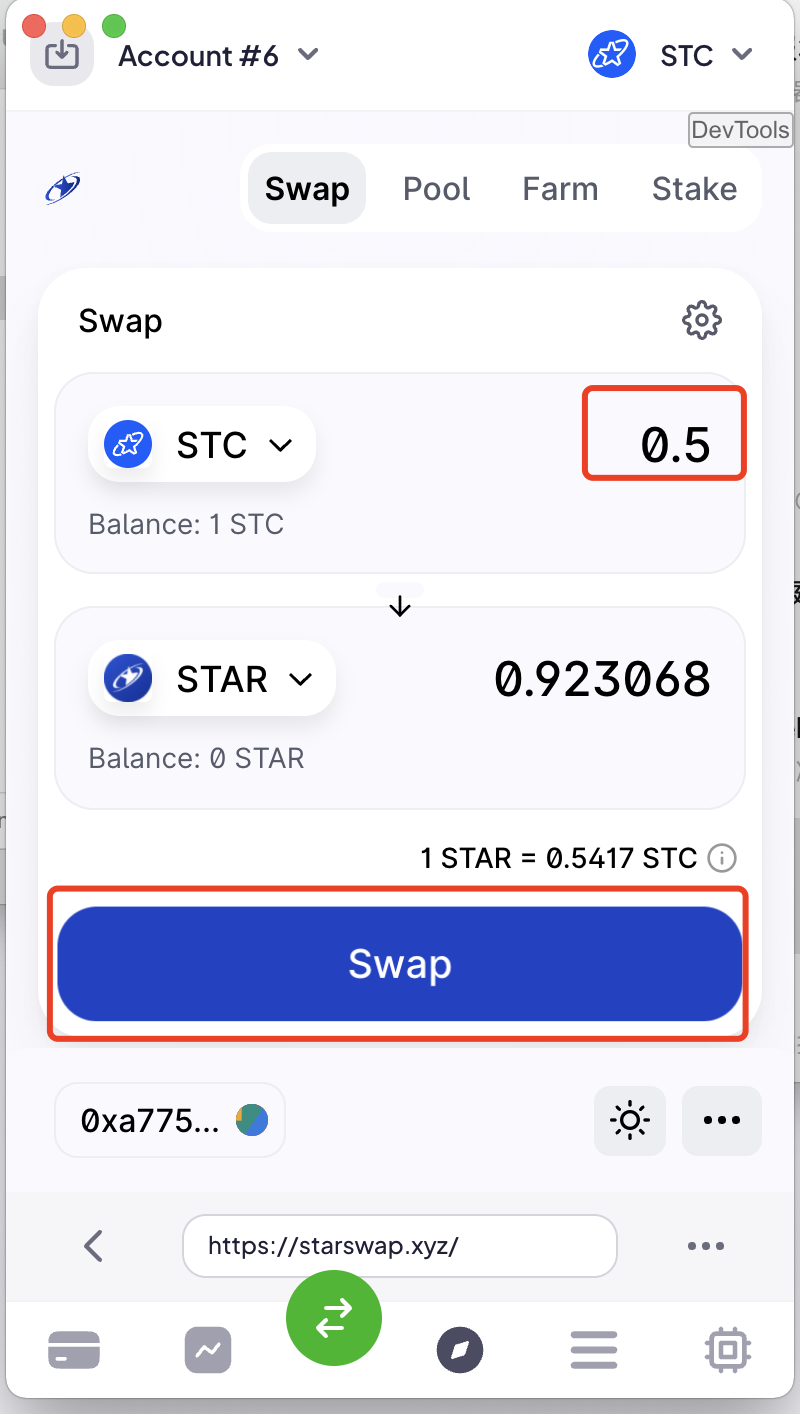 Account #6
STC
DevTools
Swap
Pool
Farm
Stake
Swap
STC
0.5
Balance: 1 STC
STAR
0.923068
Balance: 0 STAR
1 STAR = 0.5417 STC
Swap
0xa775...
https://starswap.xyz/